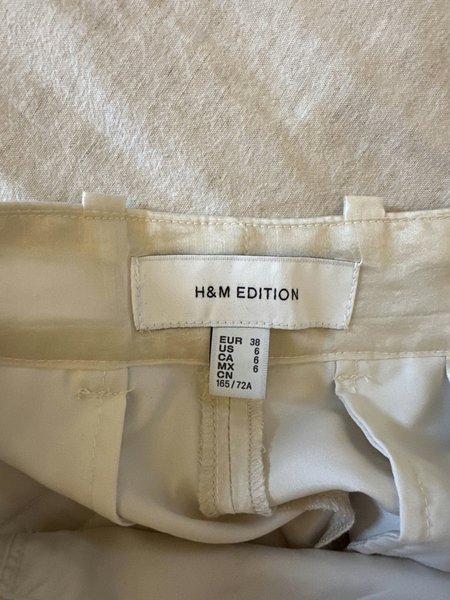 H&M EDITION
EUR 38
US 6
CA 6
MX 6
CN
165/72A